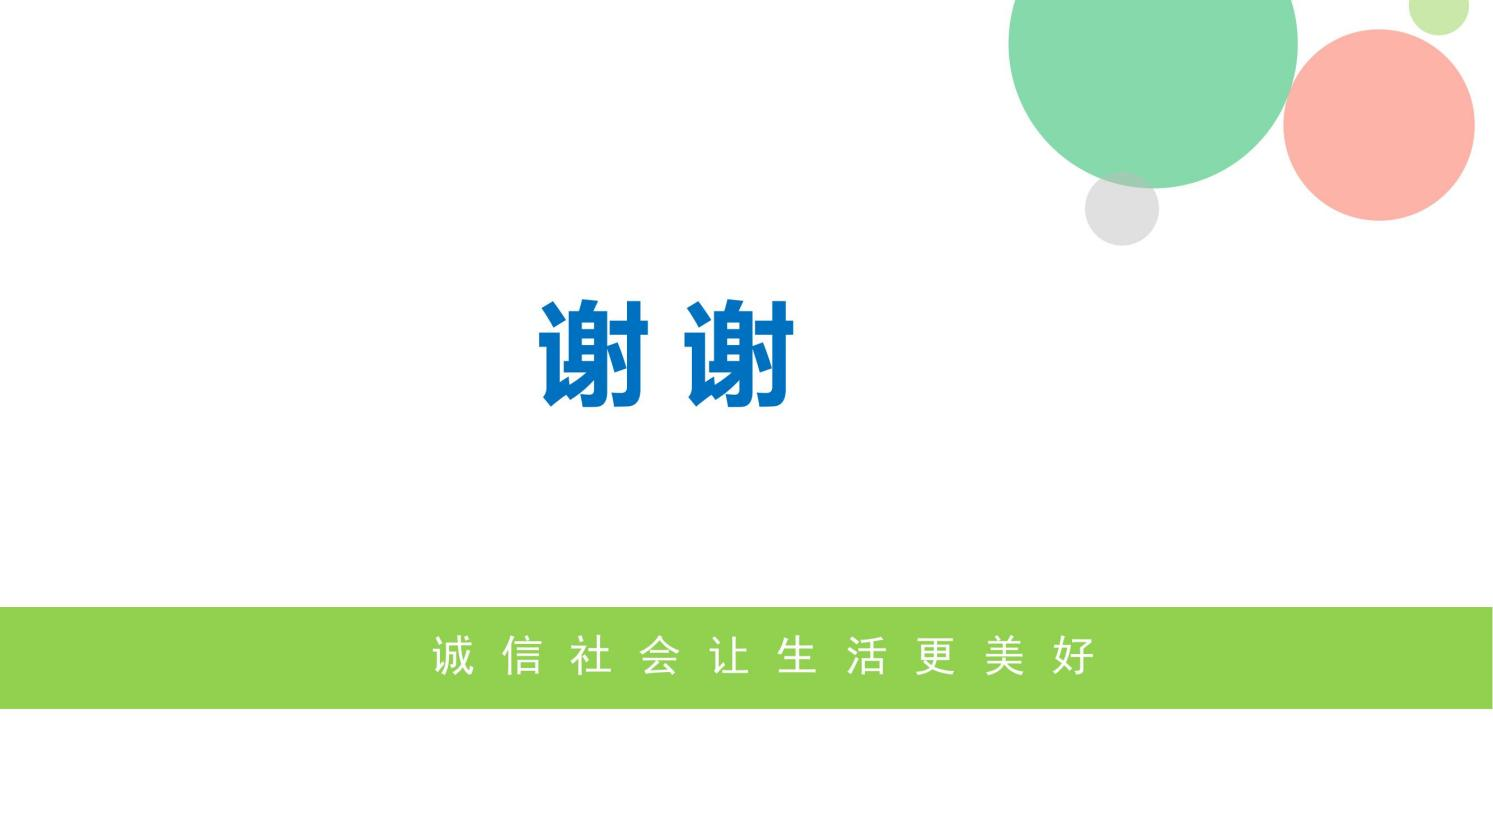 谢 谢
诚 信 社 会 让 生 活 更 美 好